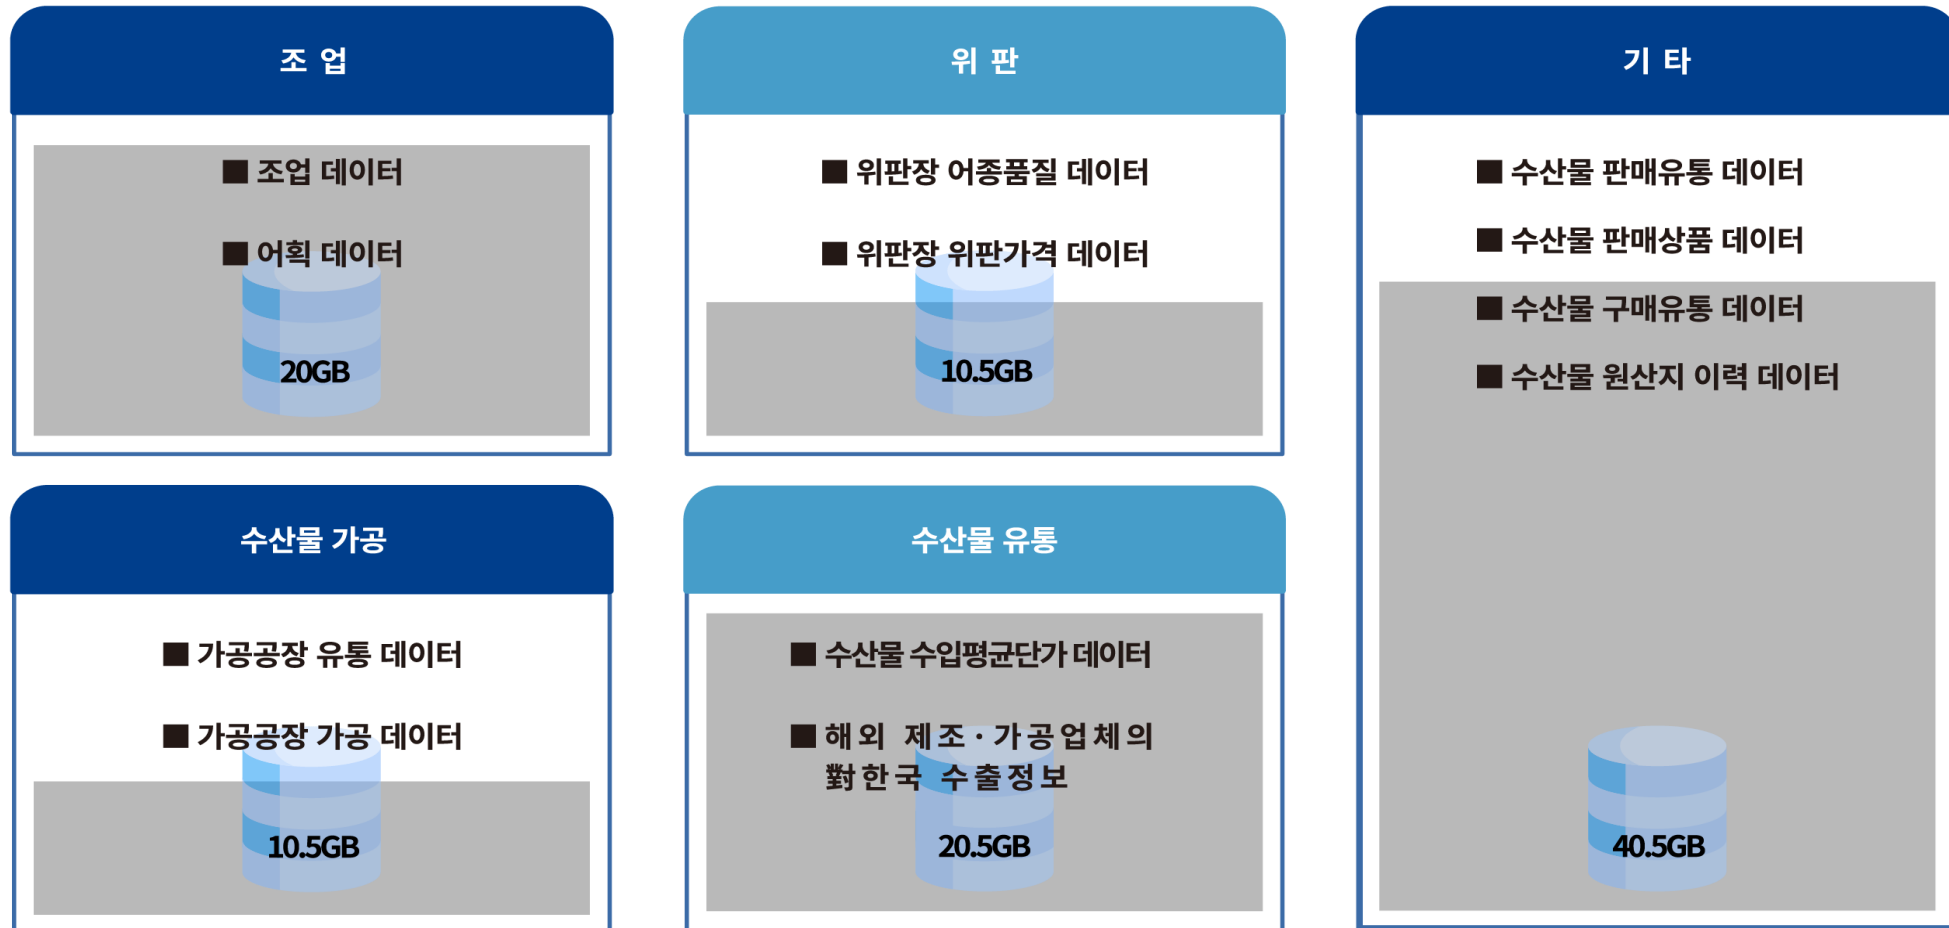 조 업
■ 조업 데이터
■ 어획 데이터
20GB
위 판
■ 위판장 어종품질 데이터
■ 위판장 위판가격 데이터
10.5GB
기 타
■ 수산물 판매유통 데이터
■ 수산물 판매상품 데이터
■ 수산물 구매유통 데이터
■ 수산물 원산지 이력 데이터
40.5GB
수산물 가공
■ 가공공장 유통 데이터
■ 가공공장 가공 데이터
10.5GB
수산물 유통
■ 수산물 수입평균단가 데이터
■ 해외 제조·가공업체의
對한국 수출정보
20.5GB